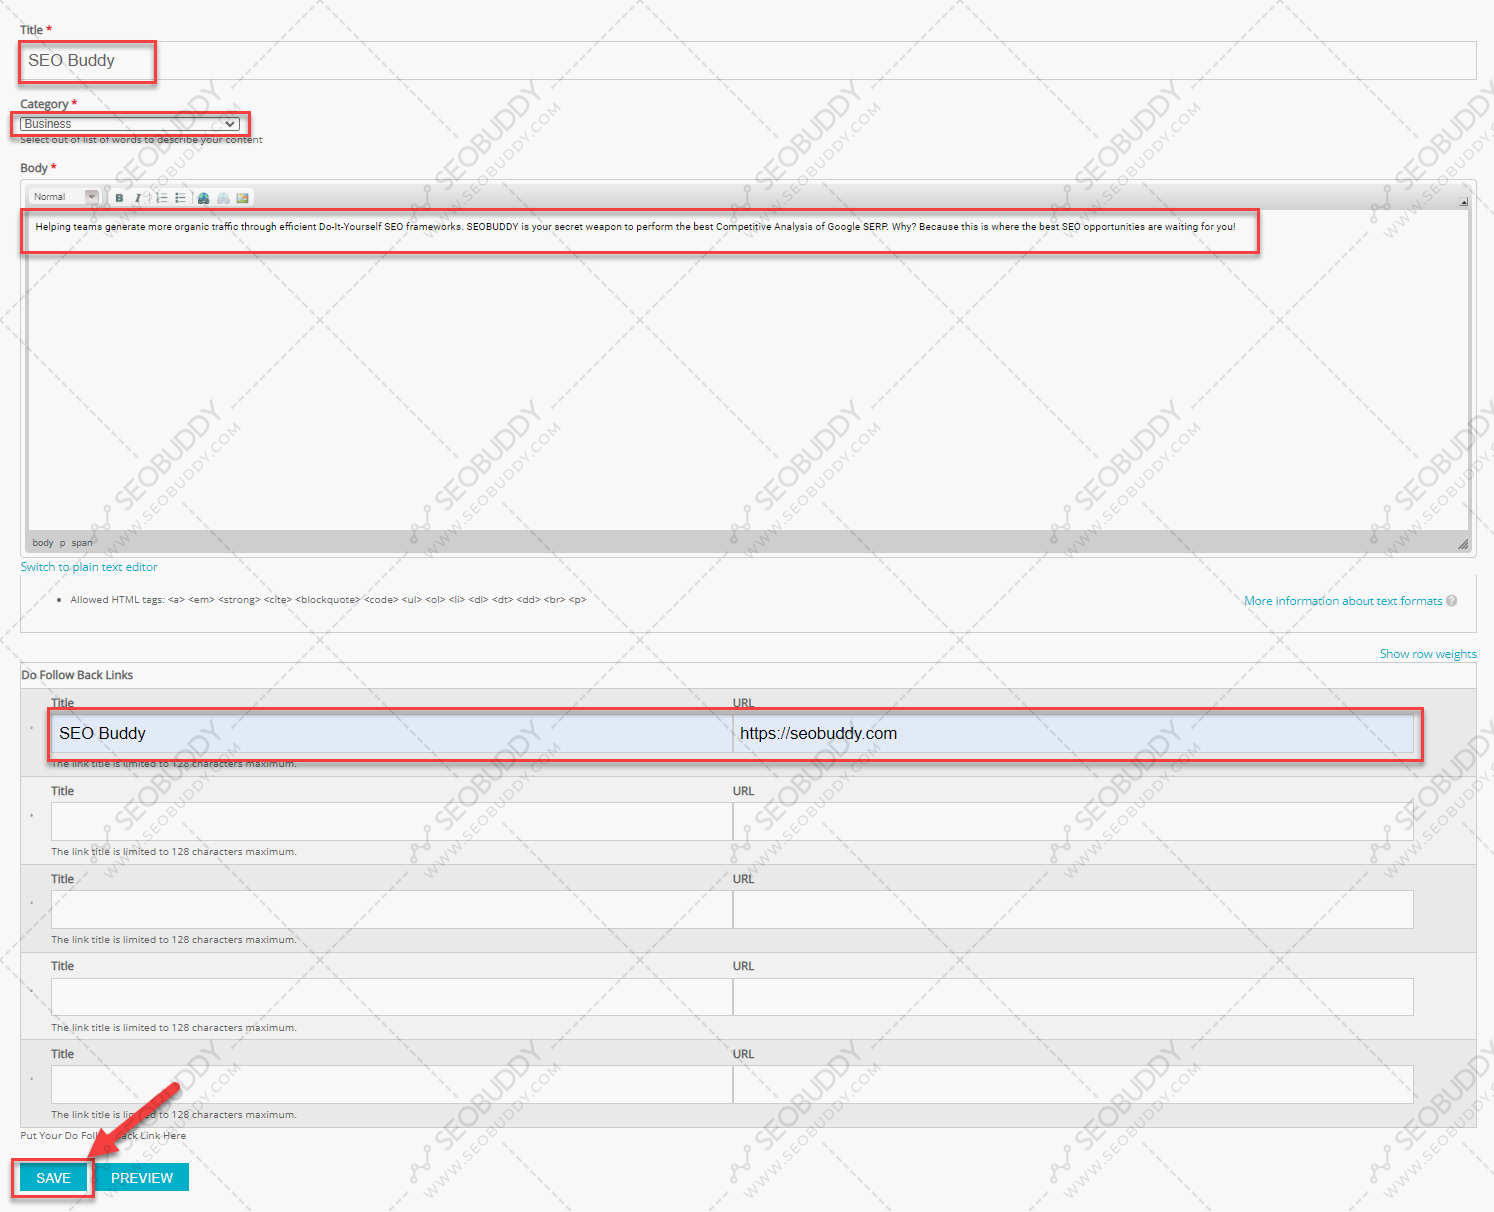 Title *
SEO Buddy
Category *
Business
Select out of list of words to describe your content
Body *
Normal
B I
Helping teams generate more organic traffic through efficient Do-It-Yourself SEO frameworks. SEOBUDDY is your secret weapon to perform the best Competitive Analysis of Google SERP. Why? Because this is where the best SEO opportunities are waiting for you!
body p span
Switch to plain text editor
Allowed HTML tags: <a> <em> <strong> <cite> <blockquote> <code> <ul> <ol> <li> <dl> <dt> <dd> <br> <p>
More information about text formats ?
Show row weights
Do Follow Back Links
Title URL
SEO Buddy https://seobuddy.com
The link title is limited to 128 characters maximum.
Title URL
The link title is limited to 128 characters maximum.
Title URL
The link title is limited to 128 characters maximum.
Title URL
The link title is limited to 128 characters maximum.
Title URL
The link title is limited to 128 characters maximum.
Put Your Do Follow Back Link Here
SAVE PREVIEW
SEOBUDDY
WWW.SEOBUDDY.COM